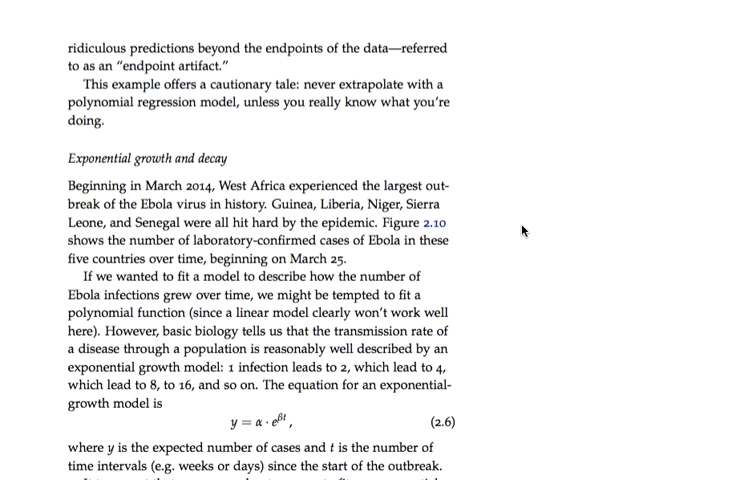 ridiculous predictions beyond the endpoints of the data—referred
to as an “endpoint artifact.”
This example offers a cautionary tale: never extrapolate with a
polynomial regression model, unless you really know what you’re
doing.
Exponential growth and decay
Beginning in March 2014, West Africa experienced the largest out-
break of the Ebola virus in history. Guinea, Liberia, Niger, Sierra
Leone, and Senegal were all hit hard by the epidemic. Figure 2.10
shows the number of laboratory-confirmed cases of Ebola in these
five countries over time, beginning on March 25.
If we wanted to fit a model to describe how the number of
Ebola infections grew over time, we might be tempted to fit a
polynomial function (since a linear model clearly won’t work well
here). However, basic biology tells us that the transmission rate of
a disease through a population is reasonably well described by an
exponential growth model: 1 infection leads to 2, which lead to 4,
which lead to 8, to 16, and so on. The equation for an exponential-
growth model is
y = α · e^{βt} , (2.6)
where y is the expected number of cases and t is the number of
time intervals (e.g. weeks or days) since the start of the outbreak.